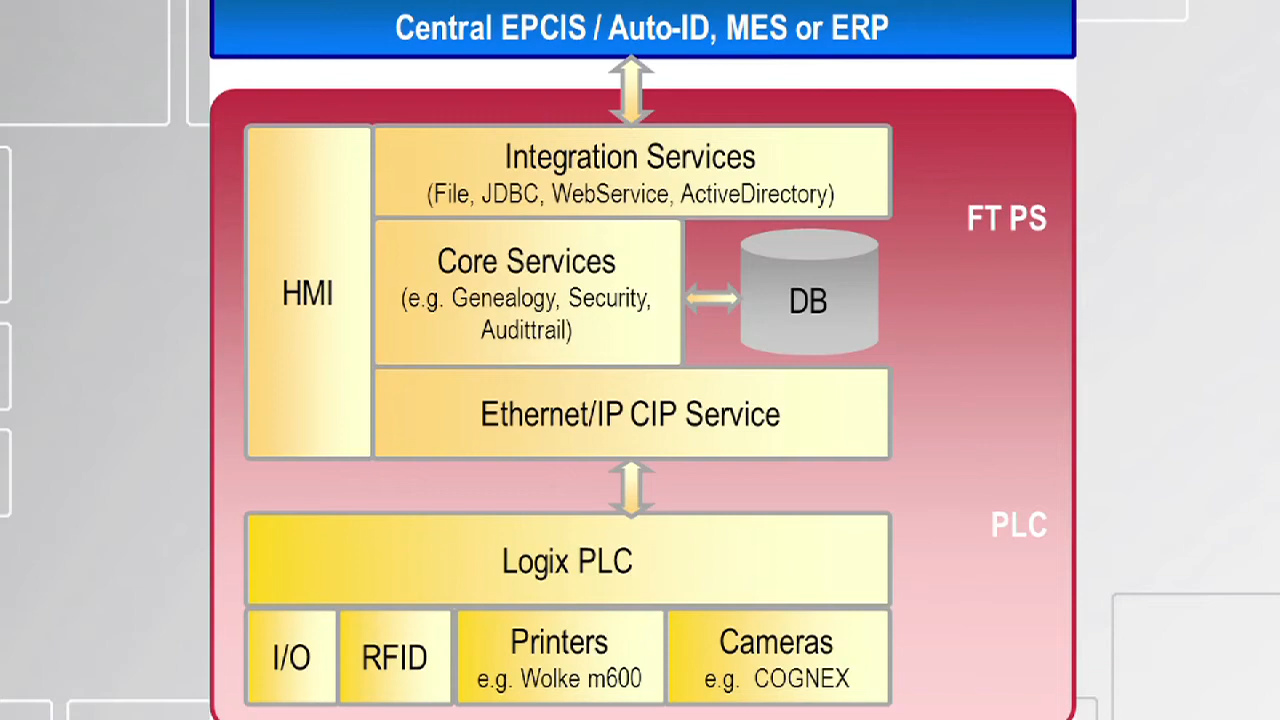 Central EPCIS / Auto-ID, MES or ERP
Integration Services
(File, JDBC, WebService, ActiveDirectory)
FT PS
HMI
Core Services
(e.g. Genealogy, Security,
Audittrail)
DB
Ethernet/IP CIP Service
PLC
Logix PLC
I/O
RFID
Printers
e.g. Wolke m600
Cameras
e.g. COGNEX